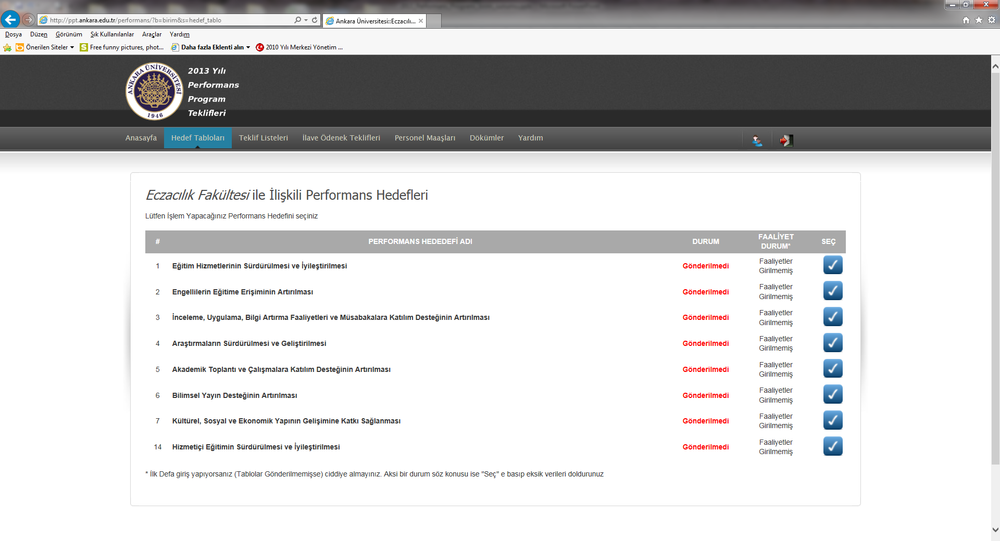 http://ppt.ankara.edu.tr/performans/?b=birim&s=hedef_tablo
Ankara Üniversitesi::Eczacılı...
Dosya Düzen Görünüm Sık Kullanılanlar Araçlar Yardım
Önerilen Siteler Free funny pictures, phot... Daha fazla Eklenti alın 2010 Yılı Merkezi Yönetim ...
ANKARA ÜNİVERSİTESİ
1946
2013 Yılı
Performans
Program
Teklifleri
Anasayfa Hedef Tabloları Teklif Listeleri İlave Ödenek Teklifleri Personel Maaşları Dökümler Yardım
Eczacılık Fakültesi ile İlişkili Performans Hedefleri
Lütfen İşlem Yapacağınız Performans Hedefini seçiniz
# PERFORMANS HEDEDEFİ ADI DURUM FAALİYET DURUM* SEÇ
1 Eğitim Hizmetlerinin Sürdürülmesi ve İyileştirilmesi Gönderilmedi Faaliyetler Girilmemiş
2 Engellilerin Eğitime Erişiminin Artırılması Gönderilmedi Faaliyetler Girilmemiş
3 İnceleme, Uygulama, Bilgi Artırma Faaliyetleri ve Müsabakalara Katılım Desteğinin Artırılması Gönderilmedi Faaliyetler Girilmemiş
4 Araştırmaların Sürdürülmesi ve Geliştirilmesi Gönderilmedi Faaliyetler Girilmemiş
5 Akademik Toplantı ve Çalışmalara Katılım Desteğinin Artırılması Gönderilmedi Faaliyetler Girilmemiş
6 Bilimsel Yayın Desteğinin Artırılması Gönderilmedi Faaliyetler Girilmemiş
7 Kültürel, Sosyal ve Ekonomik Yapının Gelişimine Katkı Sağlanması Gönderilmedi Faaliyetler Girilmemiş
14 Hizmetiçi Eğitimin Sürdürülmesi ve İyileştirilmesi Gönderilmedi Faaliyetler Girilmemiş
* İlk Defa giriş yapıyorsanız (Tablolar Gönderilmemişse) ciddiye almayınız. Aksi bir durum söz konusu ise "Seç" e basıp eksik verileri doldurunuz